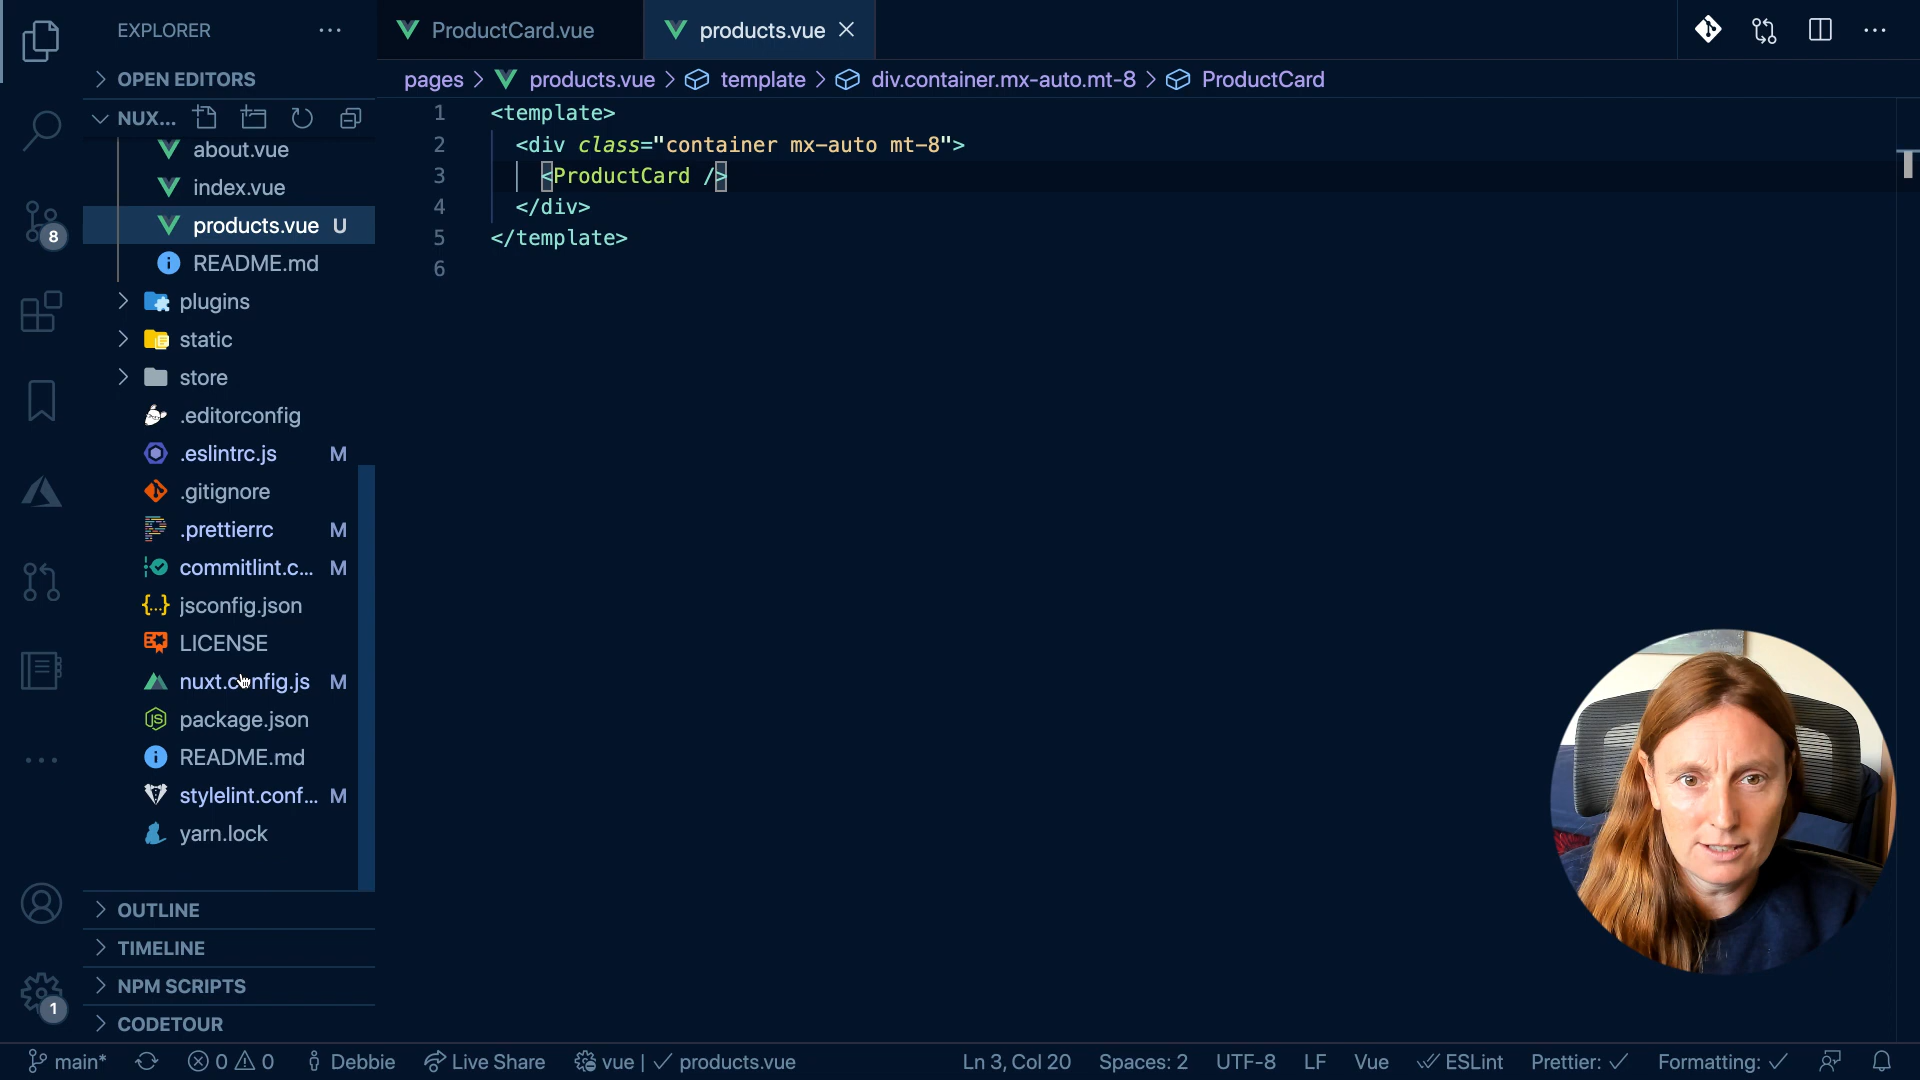 EXPLORER
OPEN EDITORS
NUX...
about.vue
index.vue
products.vue U
README.md
plugins
static
store
.editorconfig
.eslintrc.js M
.gitignore
.prettierrc M
commitlint.c... M
{..} jsconfig.json
LICENSE
nuxt.config.js M
JS package.json
README.md
stylelint.conf... M
yarn.lock
OUTLINE
TIMELINE
NPM SCRIPTS
CODETOUR
8
1
ProductCard.vue
products.vue
pages > products.vue > template > div.container.mx-auto.mt-8 > ProductCard
1 <template>
2 <div class="container mx-auto mt-8">
3 <ProductCard />
4 </div>
5 </template>
6
main* 0 0 Debbie Live Share vue | ✓ products.vue Ln 3, Col 20 Spaces: 2 UTF-8 LF Vue ESLint Prettier: ✓ Formatting: ✓